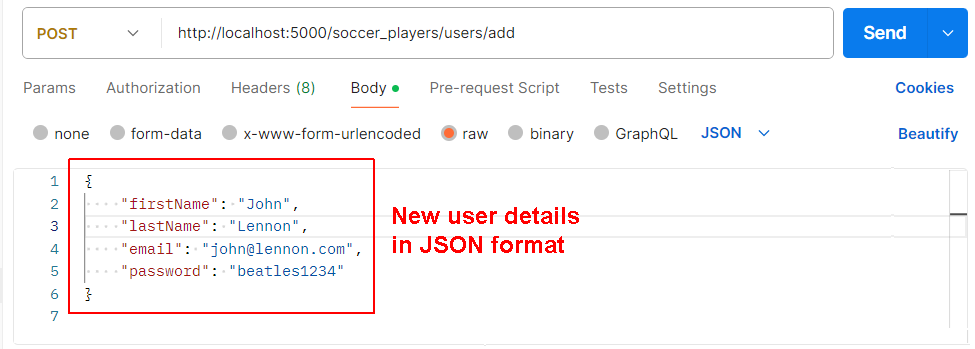 POST http://localhost:5000/soccer_players/users/add Send
Params Authorization Headers (8) Body Pre-request Script Tests Settings Cookies
none form-data x-www-form-urlencoded raw binary GraphQL JSON Beautify
1 {
2 "firstName": "John",
3 "lastName": "Lennon",
4 "email": "john@lennon.com",
5 "password": "beatles1234"
6 }
7
New user details
in JSON format